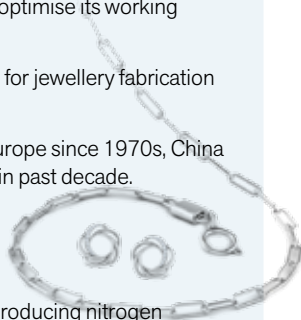 optimise its working
for jewellery fabrication
urope since 1970s, China
in past decade.
roducing nitrogen